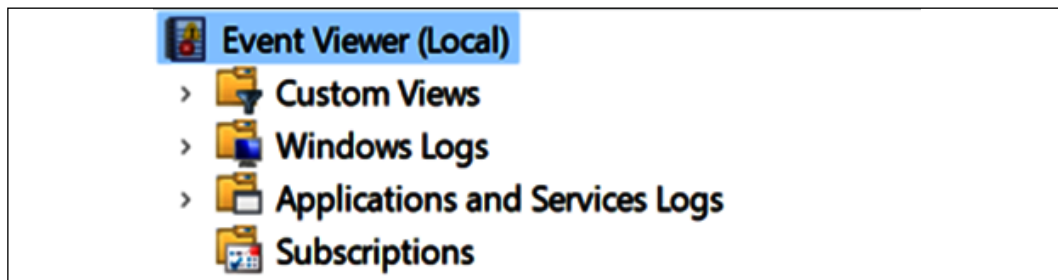 Event Viewer (Local)
Custom Views
Windows Logs
Applications and Services Logs
Subscriptions